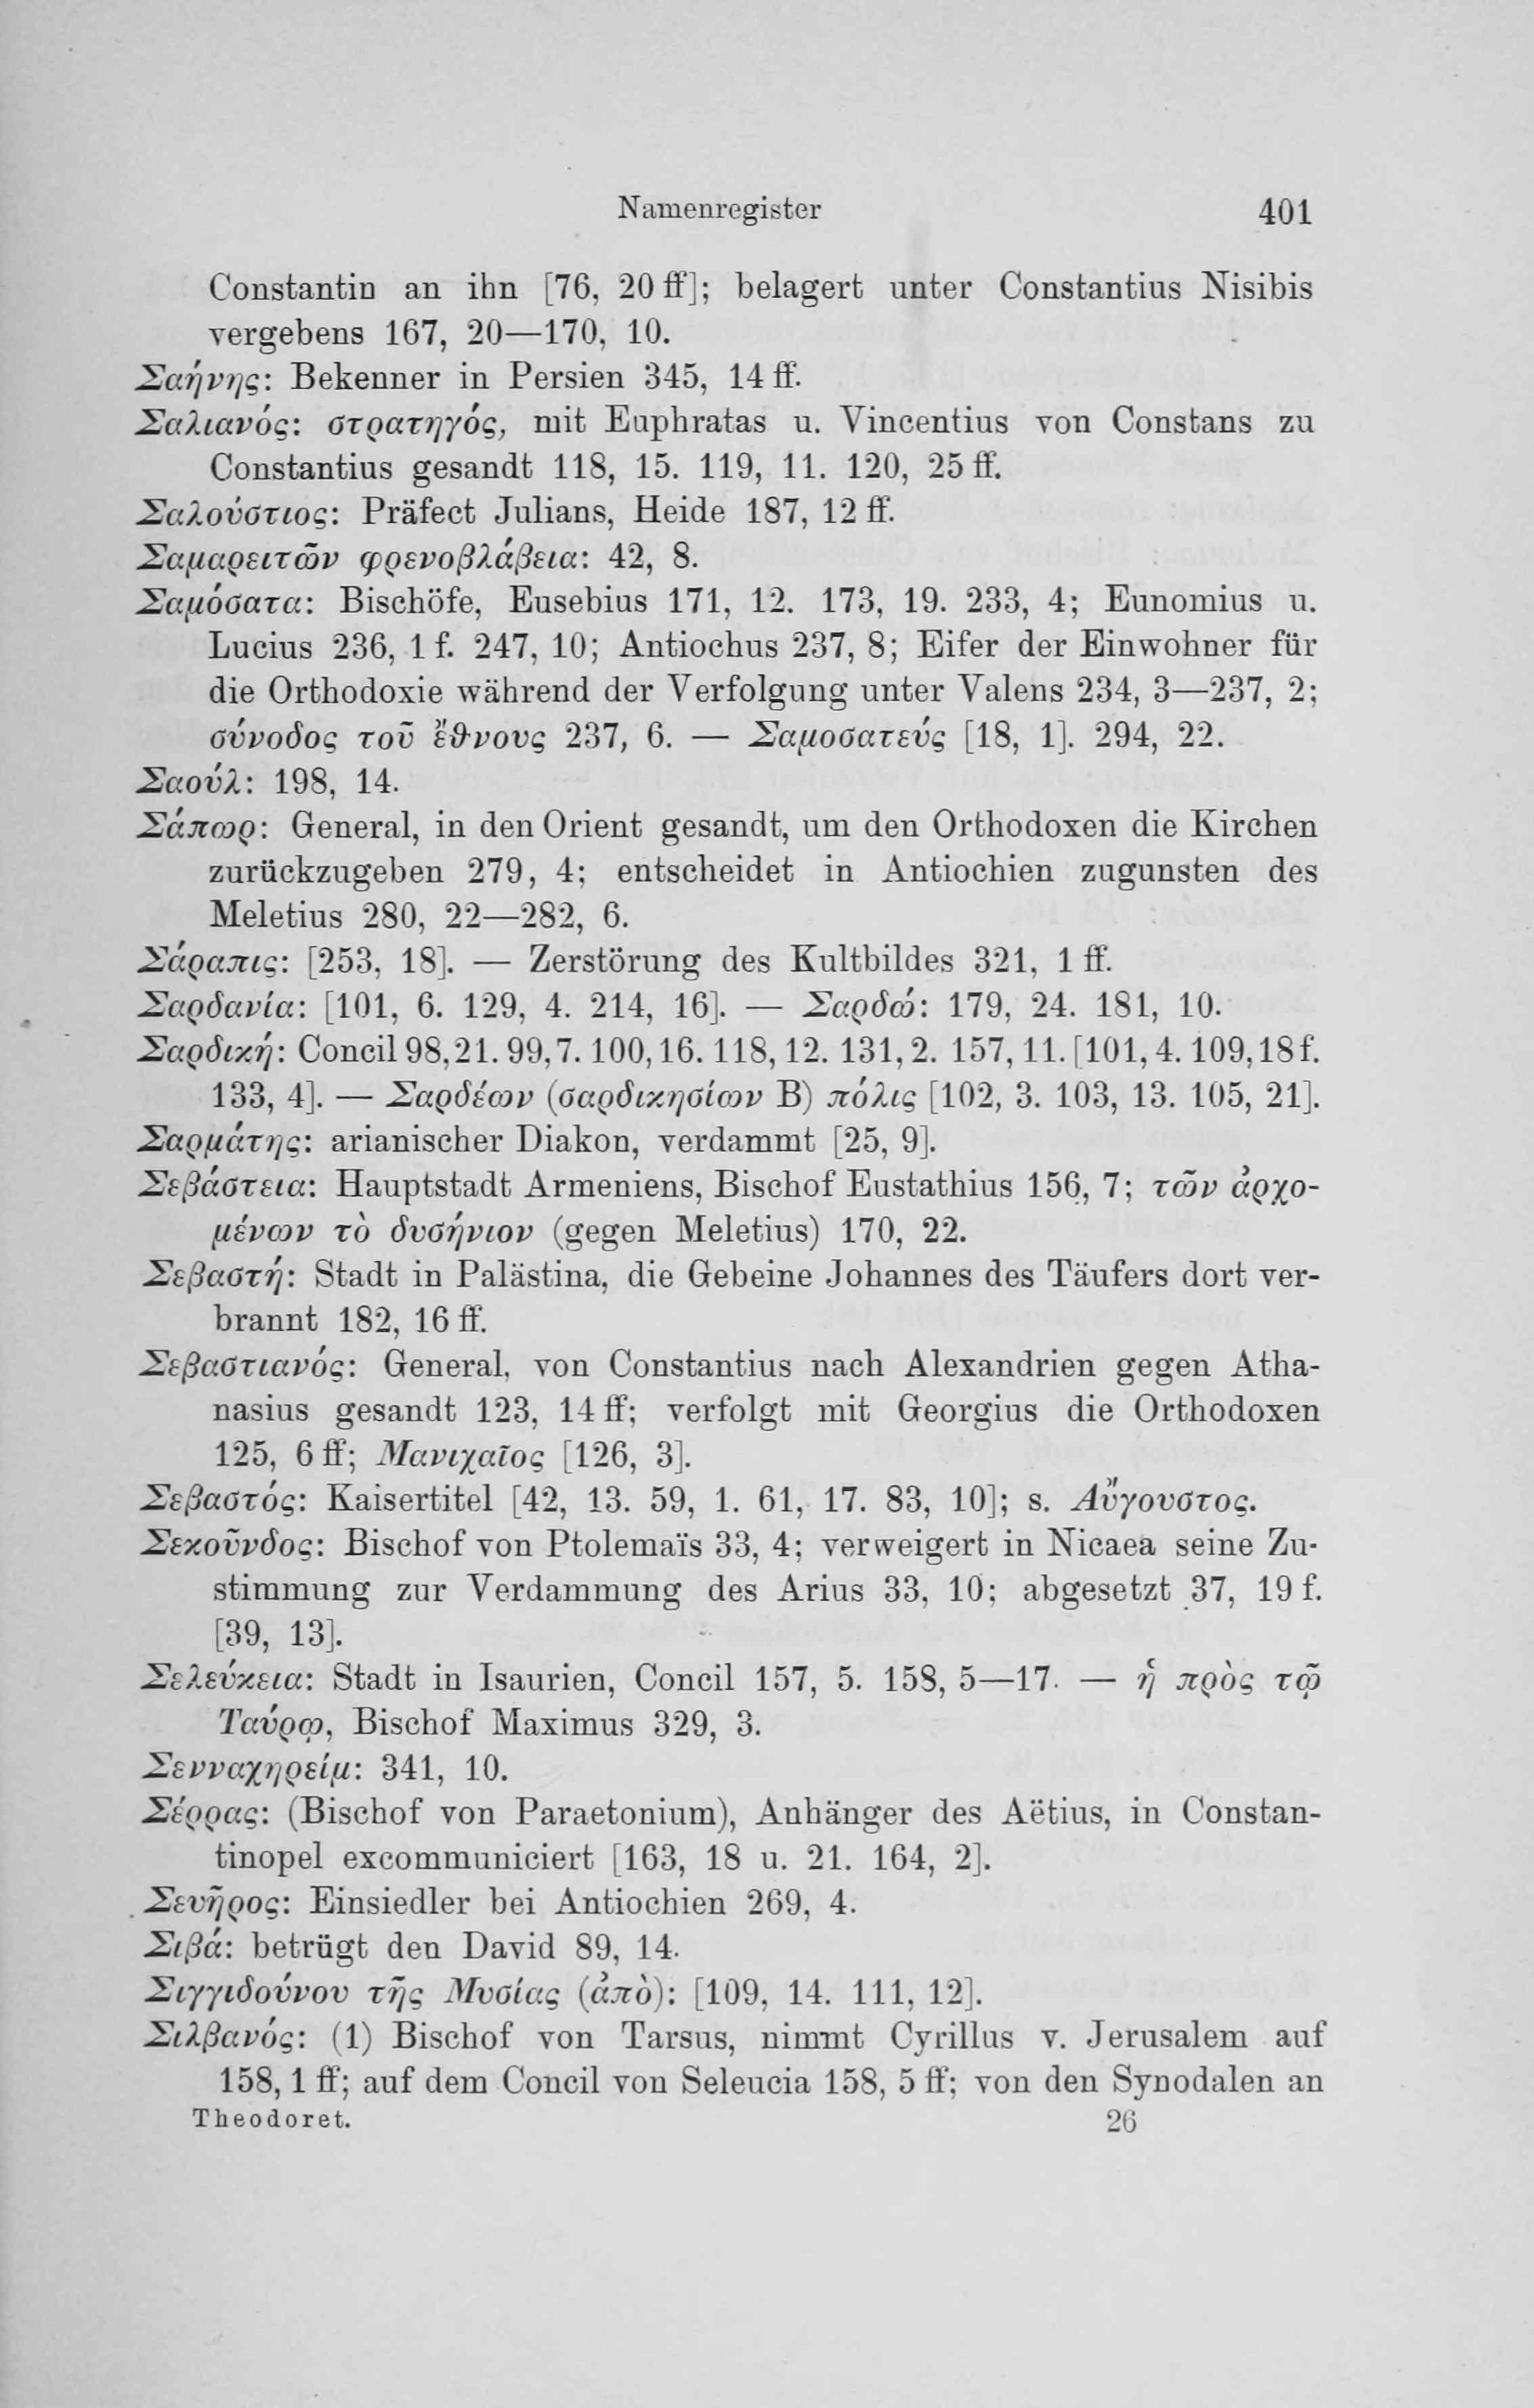 Namenregister 401
Constantin an ihn [76, 20 ff]; belagert unter Constantius Nisibis
vergebens 167, 20—170, 10.
Σαήνης: Bekenner in Persien 345, 14 ff.
Σαλιανός: στρατηγός, mit Euphratas u. Vincentius von Constans zu
Constantius gesandt 118, 15. 119, 11. 120, 25 ff.
Σαλούστιος: Präfect Julians, Heide 187, 12 ff.
Σαμαρειτῶν φρενοβλάβεια: 42, 8.
Σαμόσατα: Bischöfe, Eusebius 171, 12. 173, 19. 233, 4; Eunomius u.
Lucius 236, 1 f. 247, 10; Antiochus 237, 8; Eifer der Einwohner für
die Orthodoxie während der Verfolgung unter Valens 234, 3—237, 2;
σύνοδος τοῦ ἔθνους 237, 6. — Σαμοσατεύς [18, 1]. 294, 22.
Σαούλ: 198, 14.
Σάπωρ: General, in den Orient gesandt, um den Orthodoxen die Kirchen
zurückzugeben 279, 4; entscheidet in Antiochien zugunsten des
Meletius 280, 22—282, 6.
Σάραπις: [253, 18]. — Zerstörung des Kultbildes 321, 1 ff.
Σαρδανία: [101, 6. 129, 4. 214, 16]. — Σαρδώ: 179, 24. 181, 10.
Σαρδική: Concil 98, 21. 99, 7. 100, 16. 118, 12. 131, 2. 157, 11. [101, 4. 109, 18 f.
133, 4]. — Σαρδέων (σαρδικησίων B) πόλις [102, 3. 103, 13. 105, 21].
Σαρμάτης: arianischer Diakon, verdammt [25, 9].
Σεβάστεια: Hauptstadt Armeniens, Bischof Eustathius 156, 7; τῶν ἀρχο-
μένων τὸ δυσήνιον (gegen Meletius) 170, 22.
Σεβαστή: Stadt in Palästina, die Gebeine Johannes des Täufers dort ver-
brannt 182, 16 ff.
Σεβαστιανός: General, von Constantius nach Alexandrien gegen Atha-
nasius gesandt 123, 14 ff; verfolgt mit Georgius die Orthodoxen
125, 6 ff; Μανιχαῖος [126, 3].
Σεβαστός: Kaisertitel [42, 13. 59, 1. 61, 17. 83, 10]; s. Αὔγουστος.
Σεκοῦνδος: Bischof von Ptolemaïs 33, 4; verweigert in Nicaea seine Zu-
stimmung zur Verdammung des Arius 33, 10; abgesetzt 37, 19 f.
[39, 13].
Σελεύκεια: Stadt in Isaurien, Concil 157, 5. 158, 5—17. — ἡ πρὸς τῷ
Ταύρῳ, Bischof Maximus 329, 3.
Σενναχηρείμ: 341, 10.
Σέρρας: (Bischof von Paraetonium), Anhänger des Aëtius, in Constan-
tinopel excommuniciert [163, 18 u. 21. 164, 2].
Σευῆρος: Einsiedler bei Antiochien 269, 4.
Σιβά: betrügt den David 89, 14.
Σιγγιδούνου τῆς Μυσίας (ἀπὸ): [109, 14. 111, 12].
Σιλβανός: (1) Bischof von Tarsus, nimmt Cyrillus v. Jerusalem auf
158, 1 ff; auf dem Concil von Seleucia 158, 5 ff; von den Synodalen an
Theodoret. 26